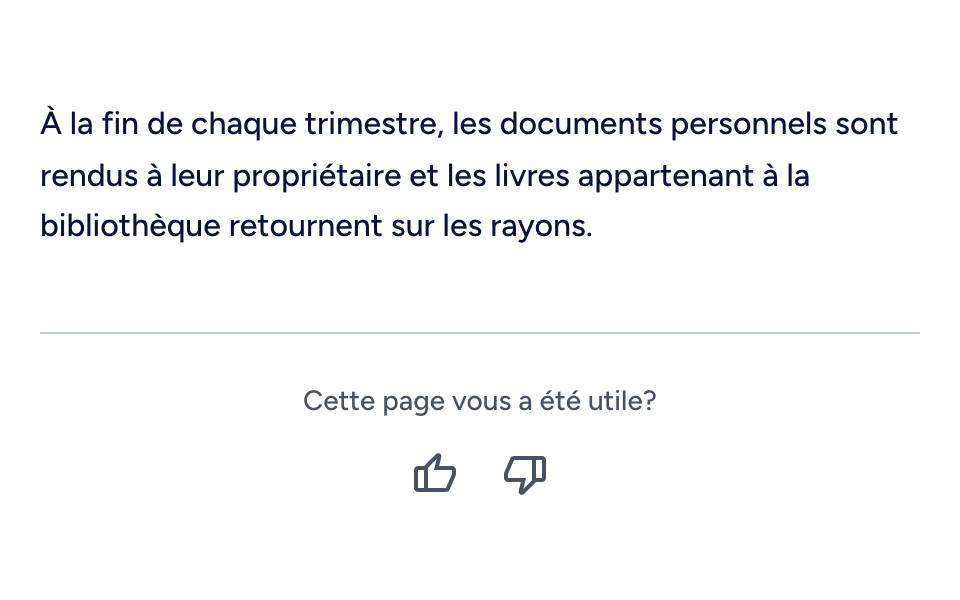 À la fin de chaque trimestre, les documents personnels sont
rendus à leur propriétaire et les livres appartenant à la
bibliothèque retournent sur les rayons.
Cette page vous a été utile?